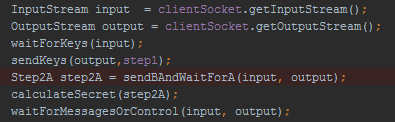 InputStream input  = clientSocket.getInputStream();
OutputStream output = clientSocket.getOutputStream();
waitForKeys(input);
sendKeys(output,step1);
Step2A step2A = sendBAndWaitForA(input, output);
calculateSecret(step2A);
waitForMessagesOrControl(input, output);